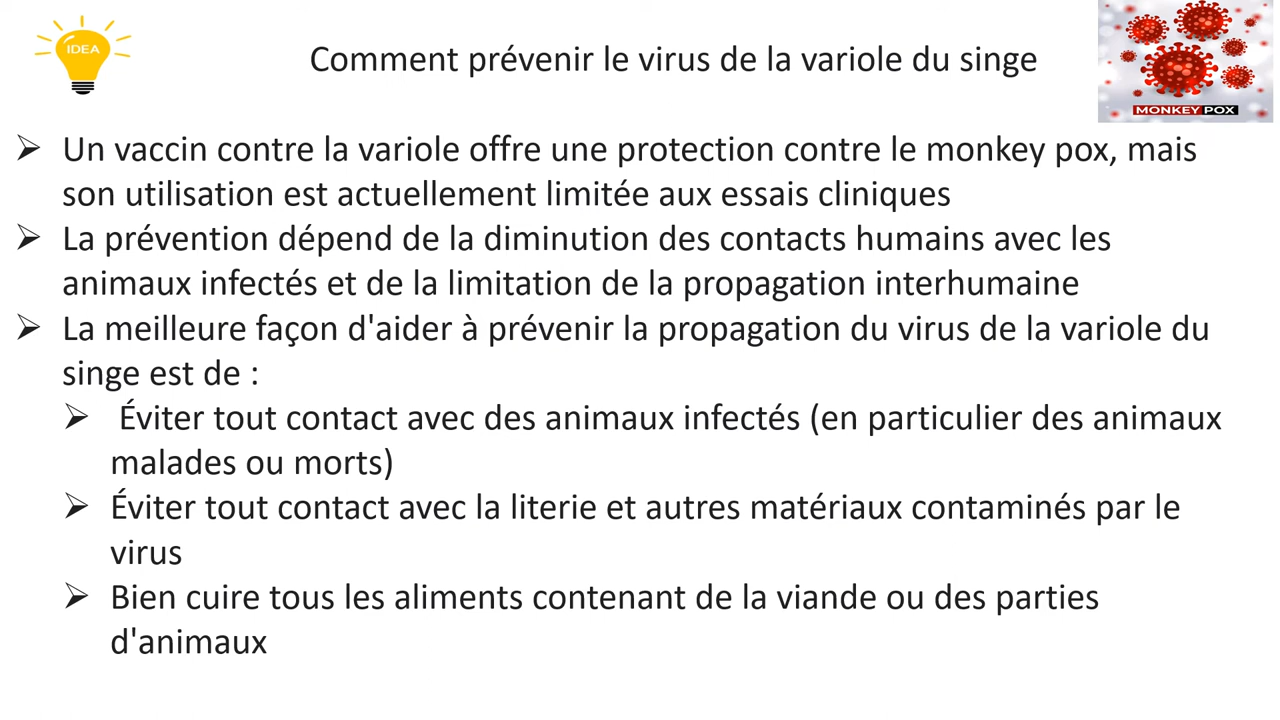 IDEA
Comment prévenir le virus de la variole du singe
MONKEY POX
➢ Un vaccin contre la variole offre une protection contre le monkey pox, mais
son utilisation est actuellement limitée aux essais cliniques
➢ La prévention dépend de la diminution des contacts humains avec les
animaux infectés et de la limitation de la propagation interhumaine
➢ La meilleure façon d'aider à prévenir la propagation du virus de la variole du
singe est de :
➢ Éviter tout contact avec des animaux infectés (en particulier des animaux
malades ou morts)
➢ Éviter tout contact avec la literie et autres matériaux contaminés par le
virus
➢ Bien cuire tous les aliments contenant de la viande ou des parties
d'animaux